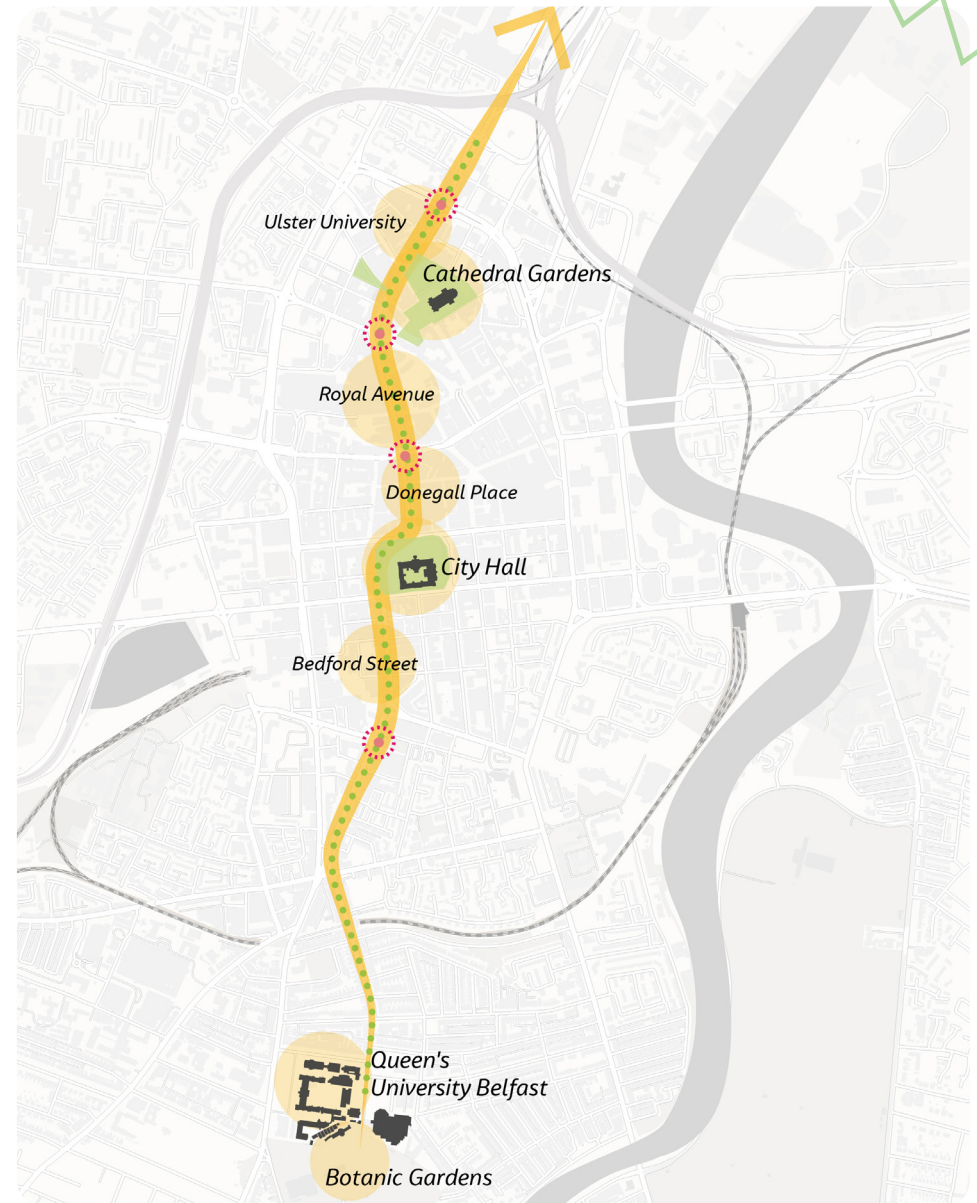 Ulster University
Cathedral Gardens
Royal Avenue
Donegall Place
City Hall
Bedford Street
Queen's
University Belfast
Botanic Gardens